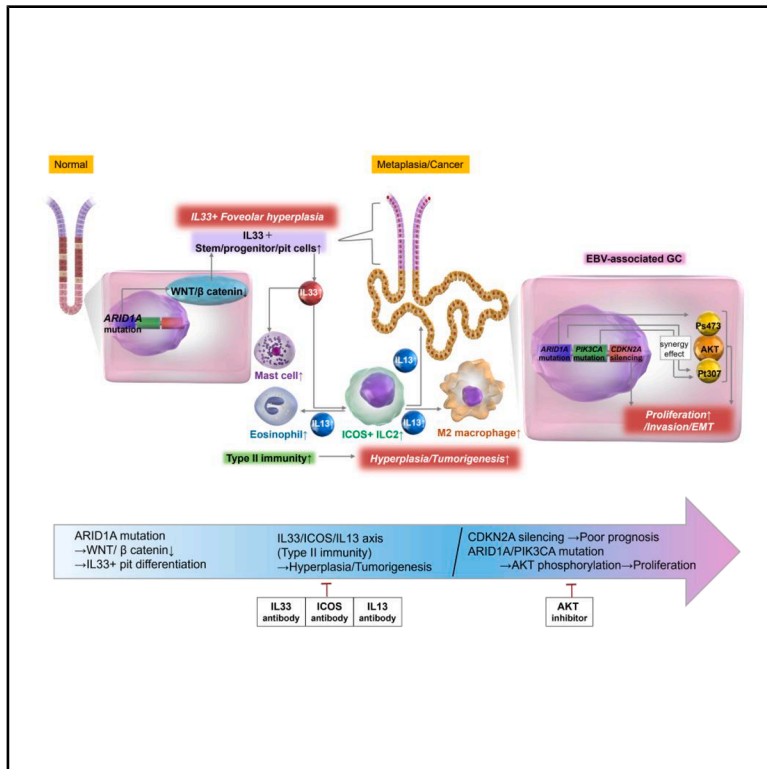 Normal
Metaplasia/Cancer
IL33+ Foveolar hyperplasia
IL33+
Stem/progenitor/pit cells↑
EBV-associated GC
WNT/β catenin↓
IL33↑
ARID1A
mutation
Ps473
ARID1A
mutation
PIK3CA
mutation
CDKN2A
silencing
synergy
effect
AKT
Pt307
Mast cell↑
IL13↑
Eosinophil↑
IL13↑
ICOS+ ILC2↑
IL13↑
M2 macrophage↑
Proliferation↑
/Invasion/EMT
Type II immunity↑
Hyperplasia/Tumorigenesis↑
ARID1A mutation
→WNT/ β catenin↓
→IL33+ pit differentiation
IL33/ICOS/IL13 axis
(Type II immunity)
→Hyperplasia/Tumorigenesis
CDKN2A silencing →Poor prognosis
ARID1A/PIK3CA mutation
→AKT phosphorylation→Proliferation
IL33
antibody
ICOS
antibody
IL13
antibody
AKT
inhibitor